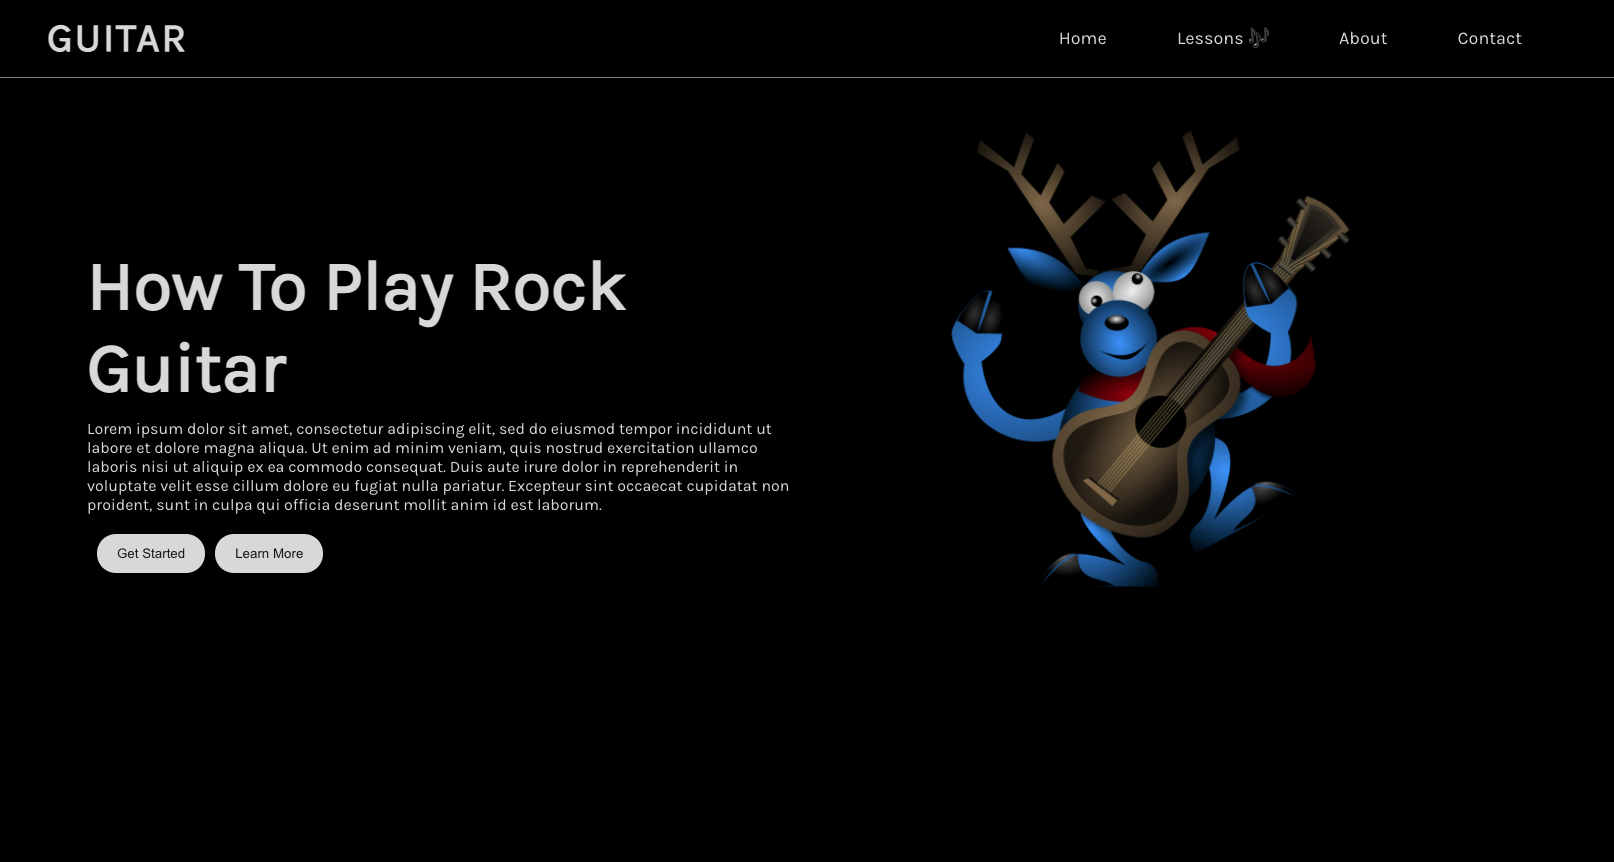 GUITAR
Home Lessons 🎶 About Contact
How To Play Rock
Guitar
Lorem ipsum dolor sit amet, consectetur adipiscing elit, sed do eiusmod tempor incididunt ut
labore et dolore magna aliqua. Ut enim ad minim veniam, quis nostrud exercitation ullamco
laboris nisi ut aliquip ex ea commodo consequat. Duis aute irure dolor in reprehenderit in
voluptate velit esse cillum dolore eu fugiat nulla pariatur. Excepteur sint occaecat cupidatat non
proident, sunt in culpa qui officia deserunt mollit anim id est laborum.
Get Started Learn More